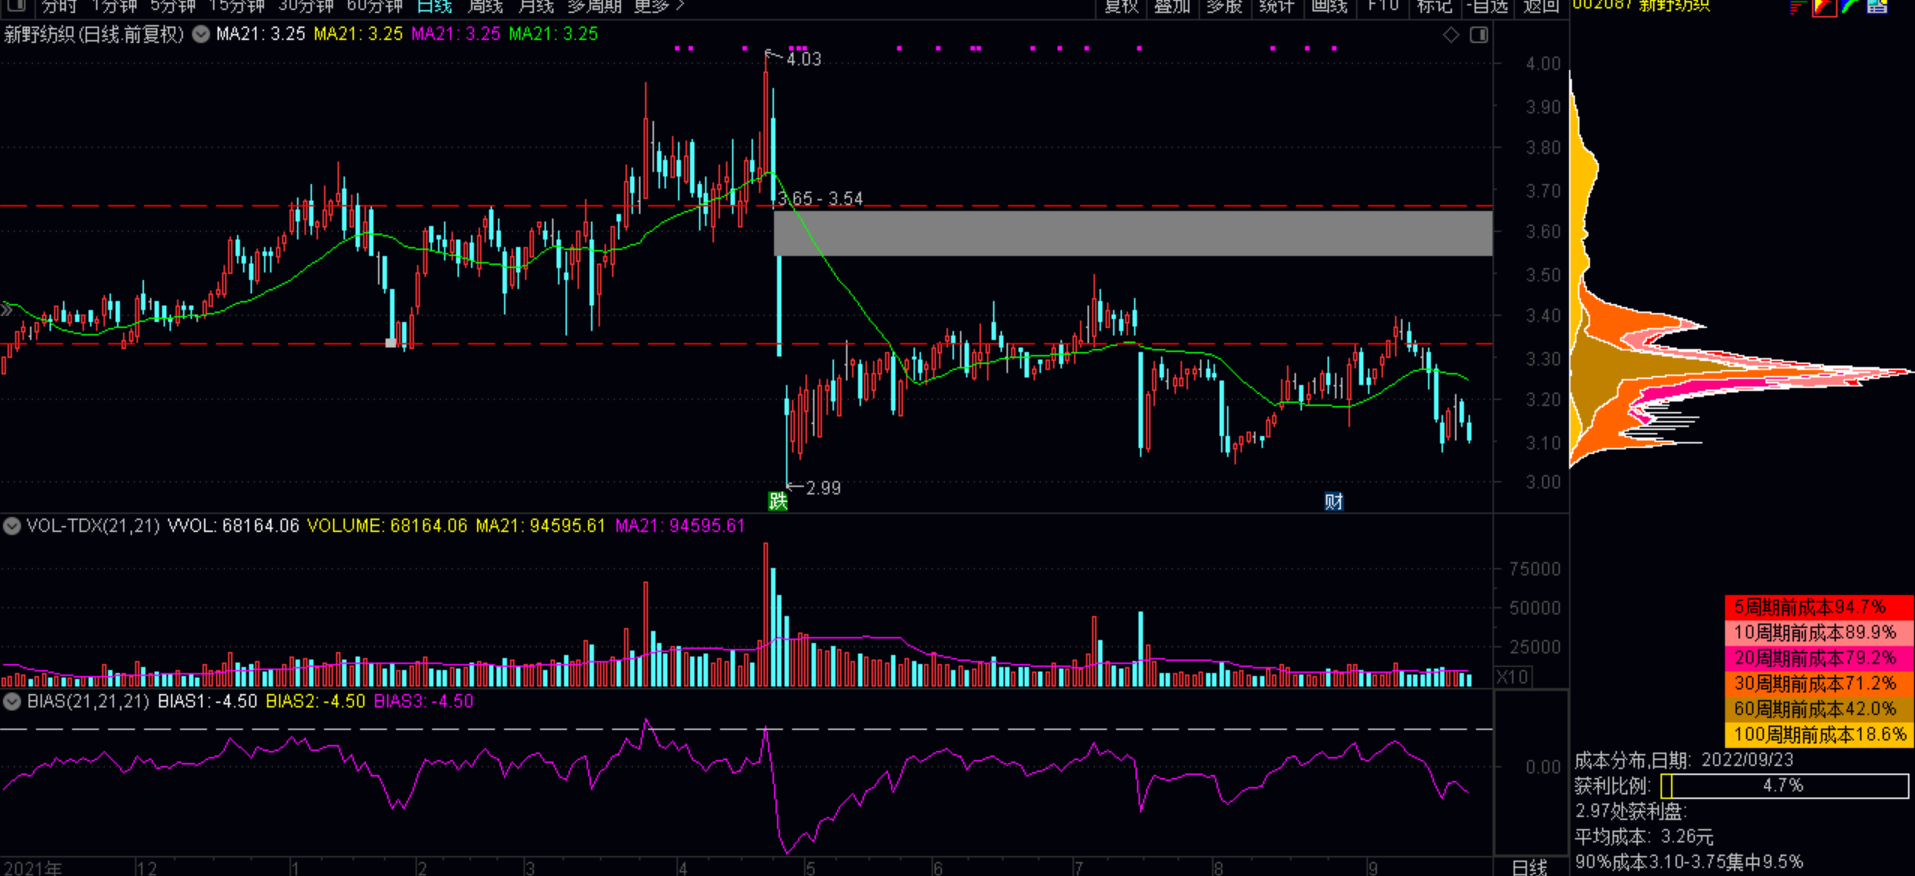 分时 1分钟 5分钟 15分钟 30分钟 60分钟 日线 周线 月线 多周期 更多 >
复权 叠加 多股 统计 画线 F10 标记 -自选 返回
002087 新野纺织
新野纺织(日线.前复权) MA21: 3.25 MA21: 3.25 MA21: 3.25 MA21: 3.25
4.03
3.65 - 3.54
2.99
跌
财
4.00
3.90
3.80
3.70
3.60
3.50
3.40
3.30
3.20
3.10
3.00
VOL-TDX(21,21) VVOL: 68164.06 VOLUME: 68164.06 MA21: 94595.61 MA21: 94595.61
75000
50000
25000
X10
BIAS(21,21,21) BIAS1: -4.50 BIAS2: -4.50 BIAS3: -4.50
0.00
2021年 12 1 2 3 4 5 6 7 8 9 日线
5周期前成本94.7%
10周期前成本89.9%
20周期前成本79.2%
30周期前成本71.2%
60周期前成本42.0%
100周期前成本18.6%
成本分布,日期: 2022/09/23
获利比例: 4.7%
2.97处获利盘:
平均成本: 3.26元
90%成本3.10-3.75集中9.5%